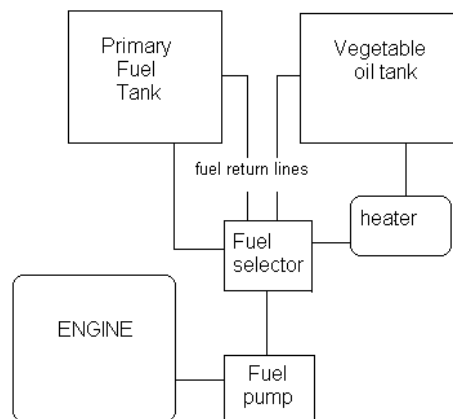 Primary
Fuel
Tank
Vegetable
oil tank
fuel return lines
heater
Fuel
selector
ENGINE
Fuel
pump